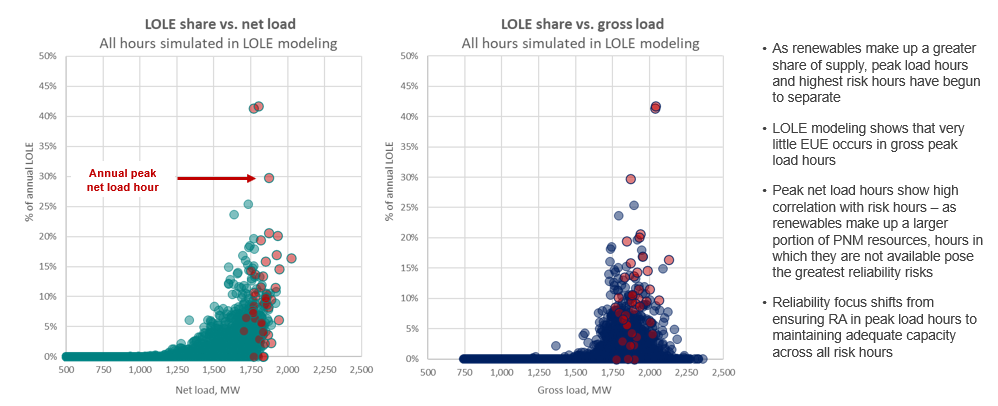 LOLE share vs. net load
All hours simulated in LOLE modeling
50%
45%
40%
35%
30%
25%
20%
15%
10%
5%
0%
% of annual LOLE
Annual peak
net load hour
500
750
1,000
1,250
1,500
1,750
2,000
2,250
2,500
Net load, MW
LOLE share vs. gross load
All hours simulated in LOLE modeling
50%
45%
40%
35%
30%
25%
20%
15%
10%
5%
0%
% of annual LOLE
500
750
1,000
1,250
1,500
1,750
2,000
2,250
2,500
Gross load, MW
• As renewables make up a greater
share of supply, peak load hours
and highest risk hours have begun
to separate
• LOLE modeling shows that very
little EUE occurs in gross peak
load hours
• Peak net load hours show high
correlation with risk hours – as
renewables make up a larger
portion of PNM resources, hours in
which they are not available pose
the greatest reliability risks
• Reliability focus shifts from
ensuring RA in peak load hours to
maintaining adequate capacity
across all risk hours